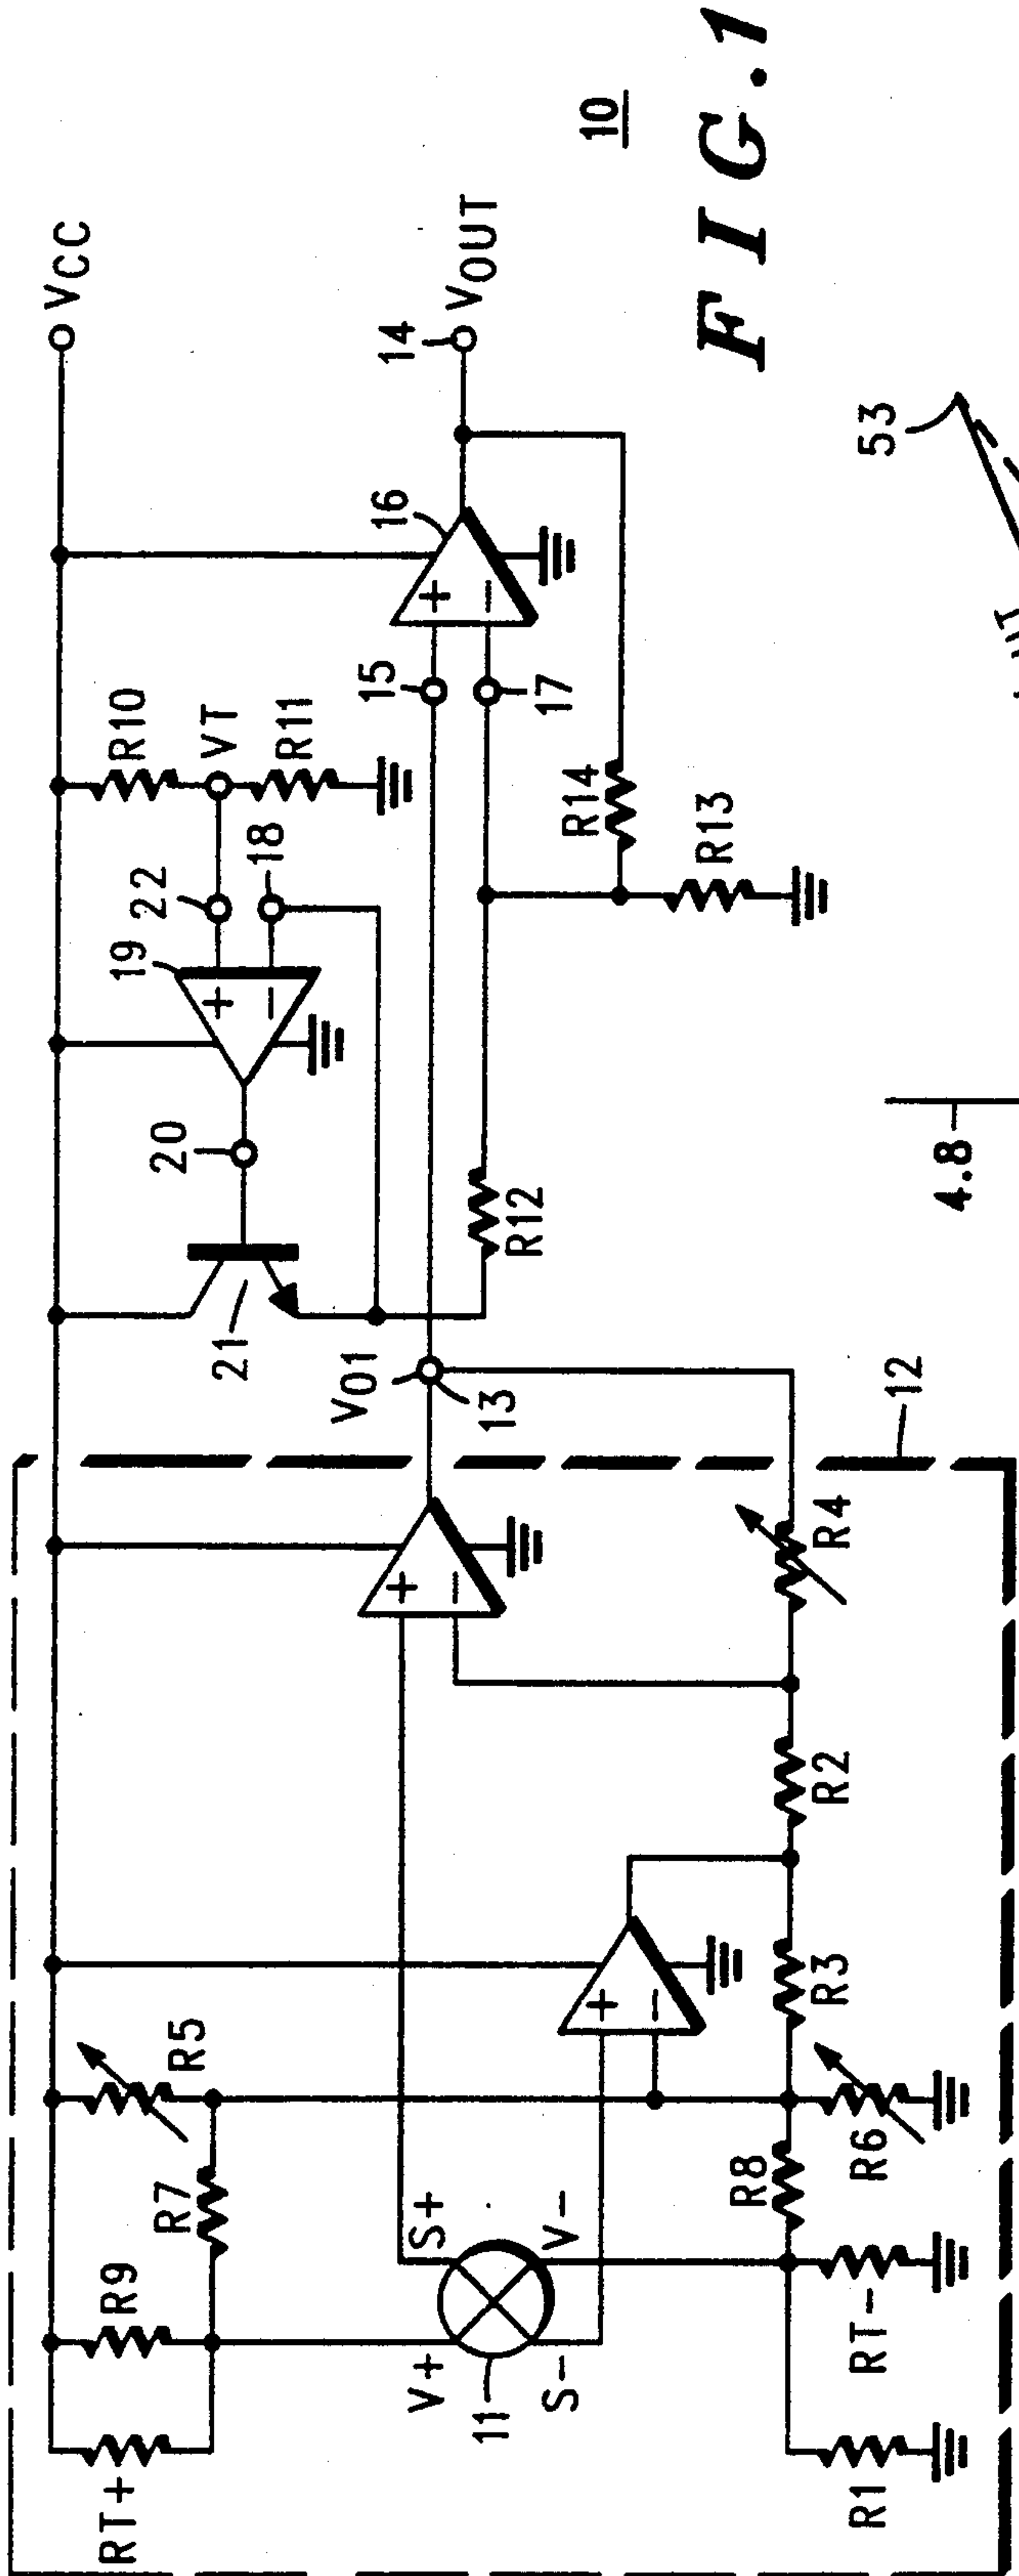 VCC
RT+
R9
R7
R5
21
20
19
22
18
R10
VT
R11
V+
S+
11
S-
V-
+
-
+
-
VO1
13
+
-
15
17
+
-
16
14
VOUT
R12
R14
R13
10
R1
RT-
R8
R6
R3
R2
R4
12
FIG.1
4.8
53